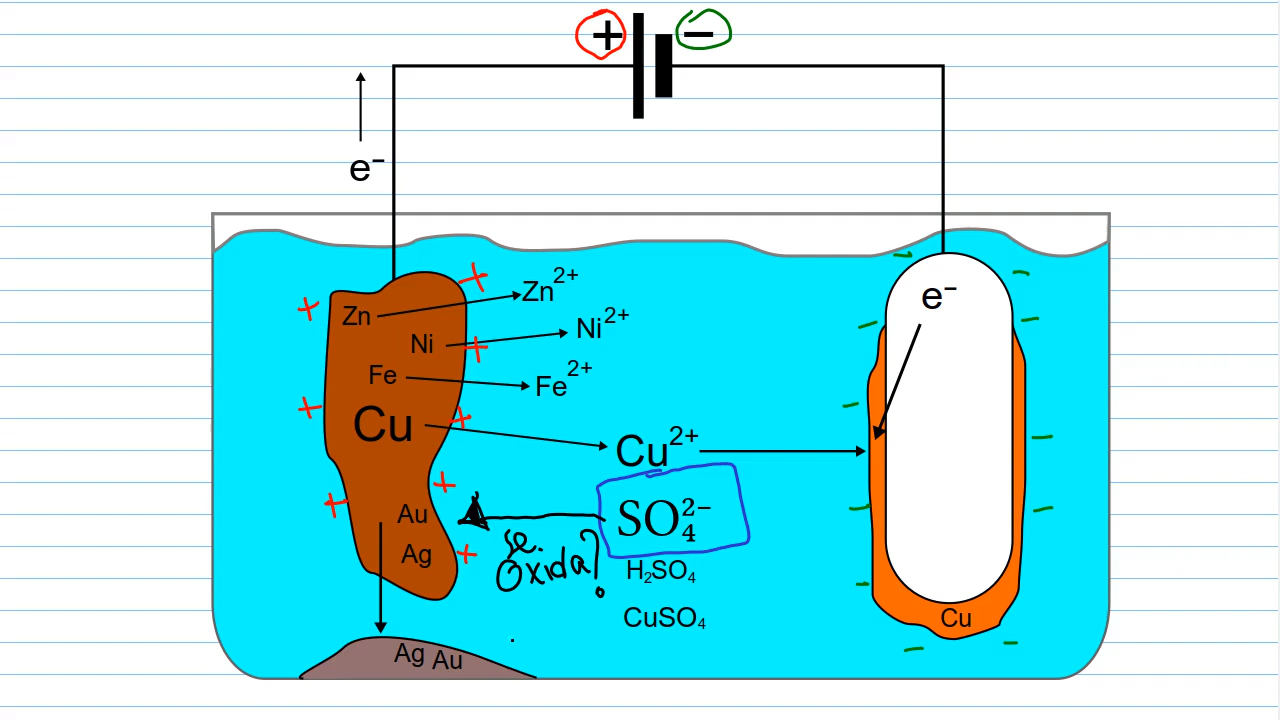 + −
e⁻
e⁻
Zn Zn²⁺
Ni Ni²⁺
Fe Fe²⁺
Cu Cu²⁺
SO₄²⁻
Au
Ag
se
Oxida?
H₂SO₄
CuSO₄
Cu
Ag Au